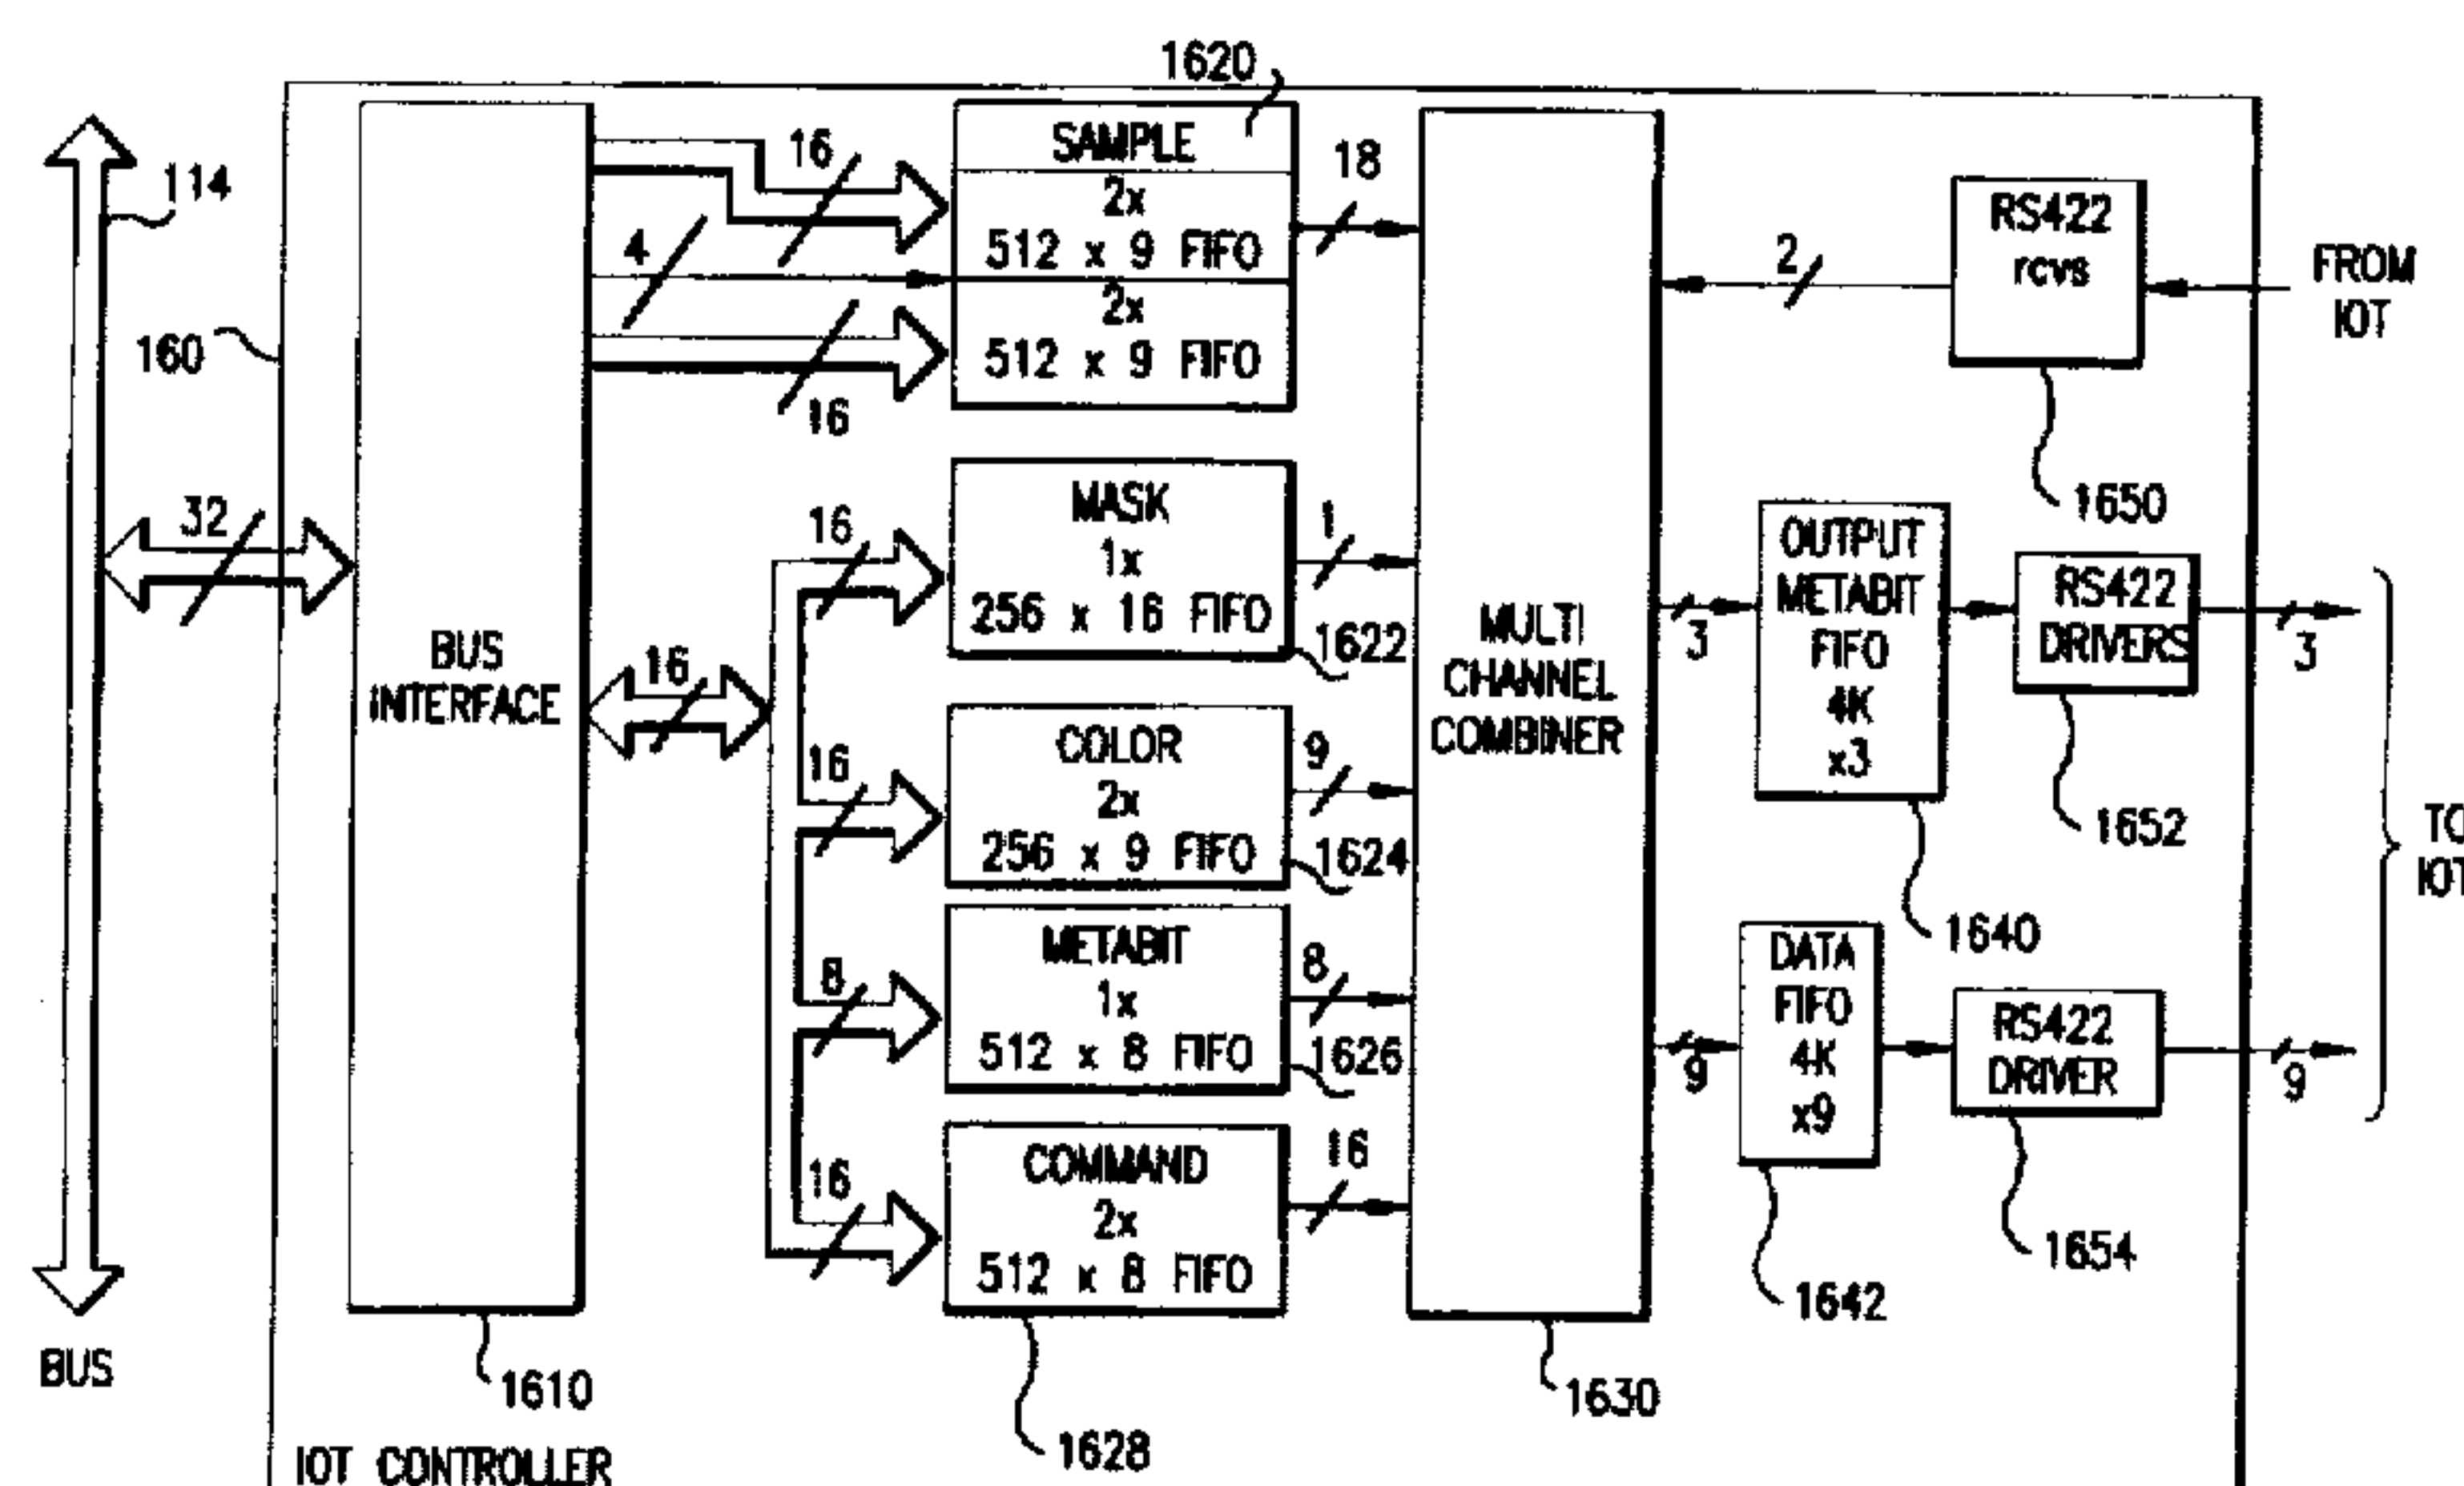 1620
114
160
32
BUS
BUS
INTERFACE
1610
IOT CONTROLLER
16
4
16
16
SAMPLE
2x
512 x 9 FIFO
2x
512 x 9 FIFO
18
16
MASK
1x
256 x 16 FIFO
1622
1
16
COLOR
2x
256 x 9 FIFO
1624
9
8
METABIT
1x
512 x 8 FIFO
1626
8
16
COMMAND
2x
512 x 8 FIFO
1628
16
MULTI
CHANNEL
COMBINER
1630
2
RS422
rcvs
1650
FROM
IOT
3
OUTPUT
METABIT
FIFO
4K
x3
1640
RS422
DRIVERS
1652
3
9
DATA
FIFO
4K
x9
1642
RS422
DRIVER
1654
9
TO
IOT